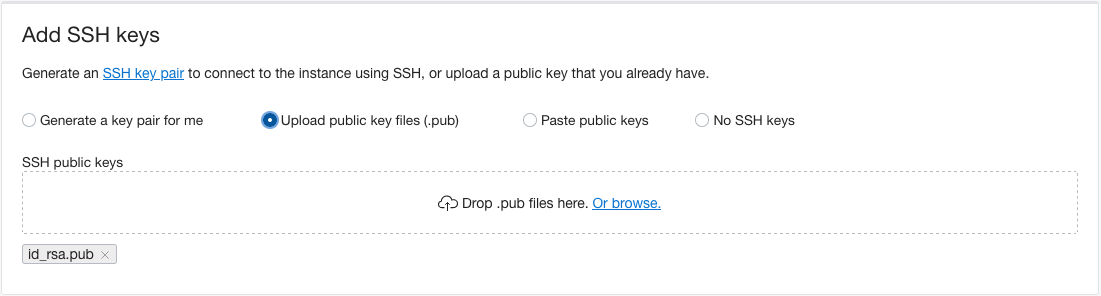 Add SSH keys
Generate an SSH key pair to connect to the instance using SSH, or upload a public key that you already have.
Generate a key pair for me Upload public key files (.pub) Paste public keys No SSH keys
SSH public keys
Drop .pub files here. Or browse.
id_rsa.pub